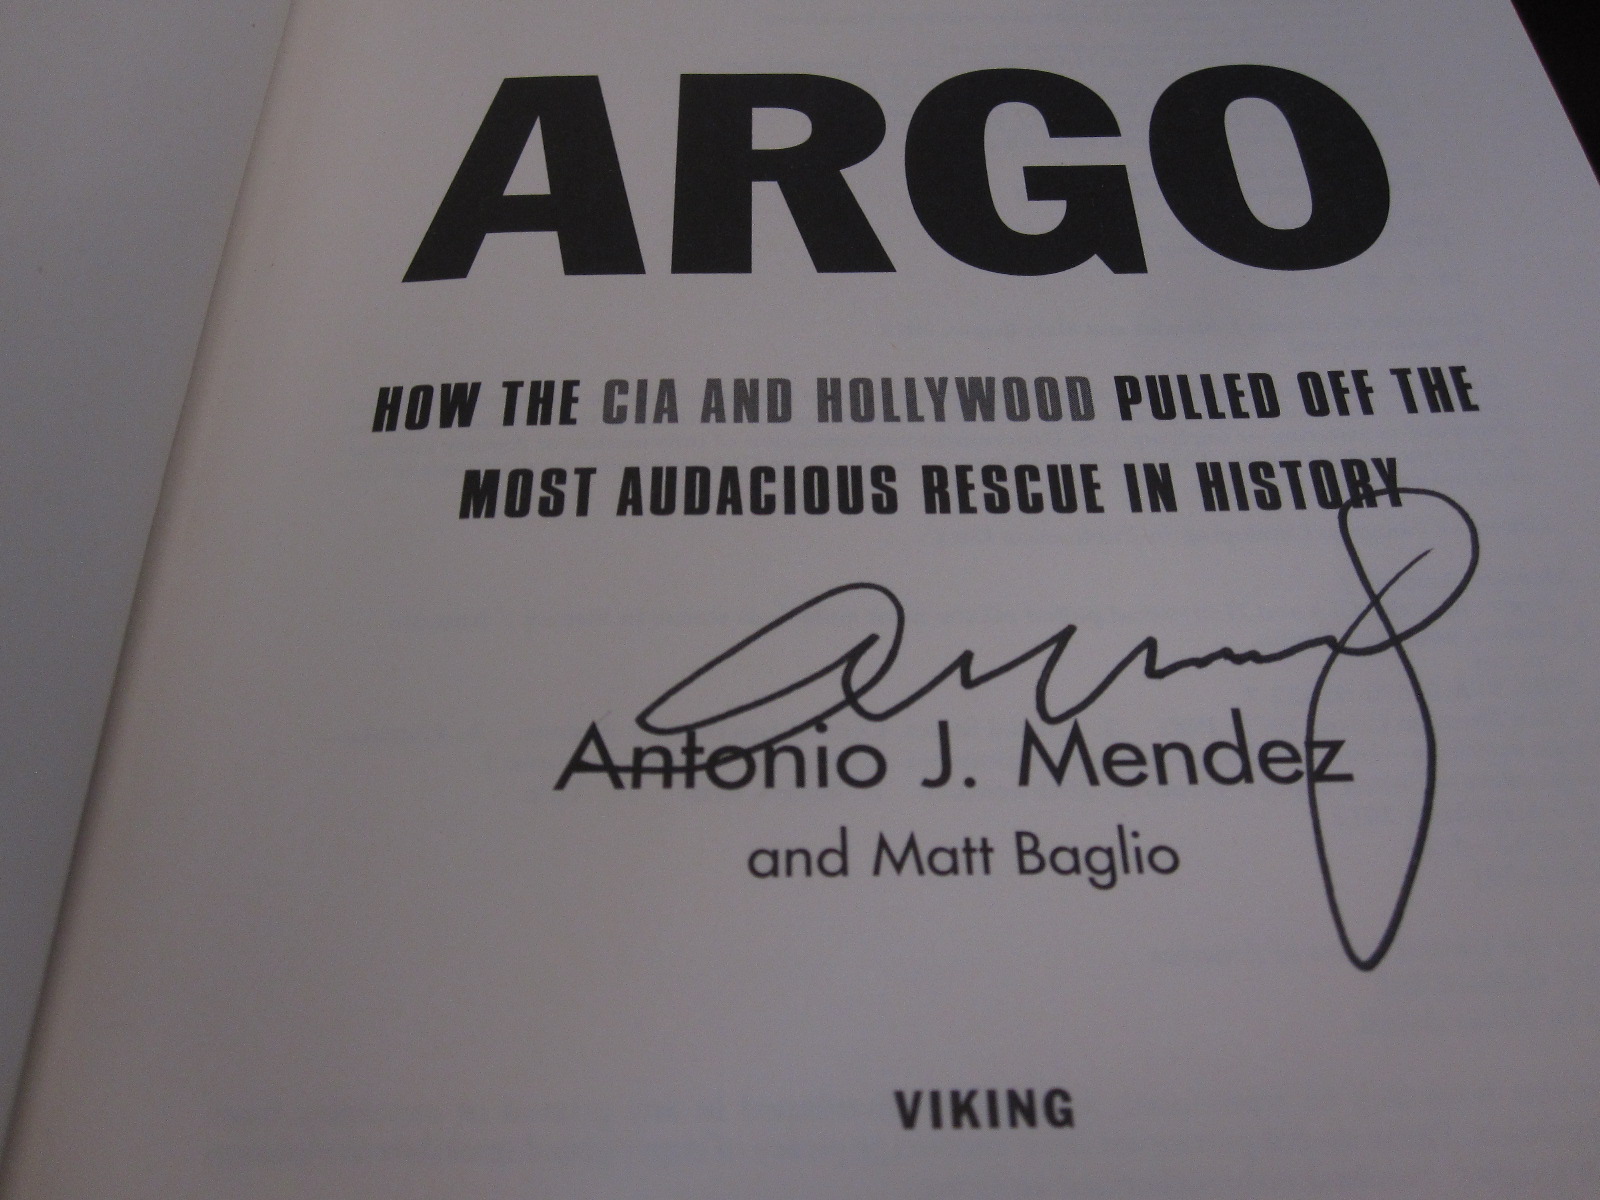 ARGO
HOW THE CIA AND HOLLYWOOD PULLED OFF THE
MOST AUDACIOUS RESCUE IN HISTORY
Antonio J. Mendez
and Matt Baglio
VIKING